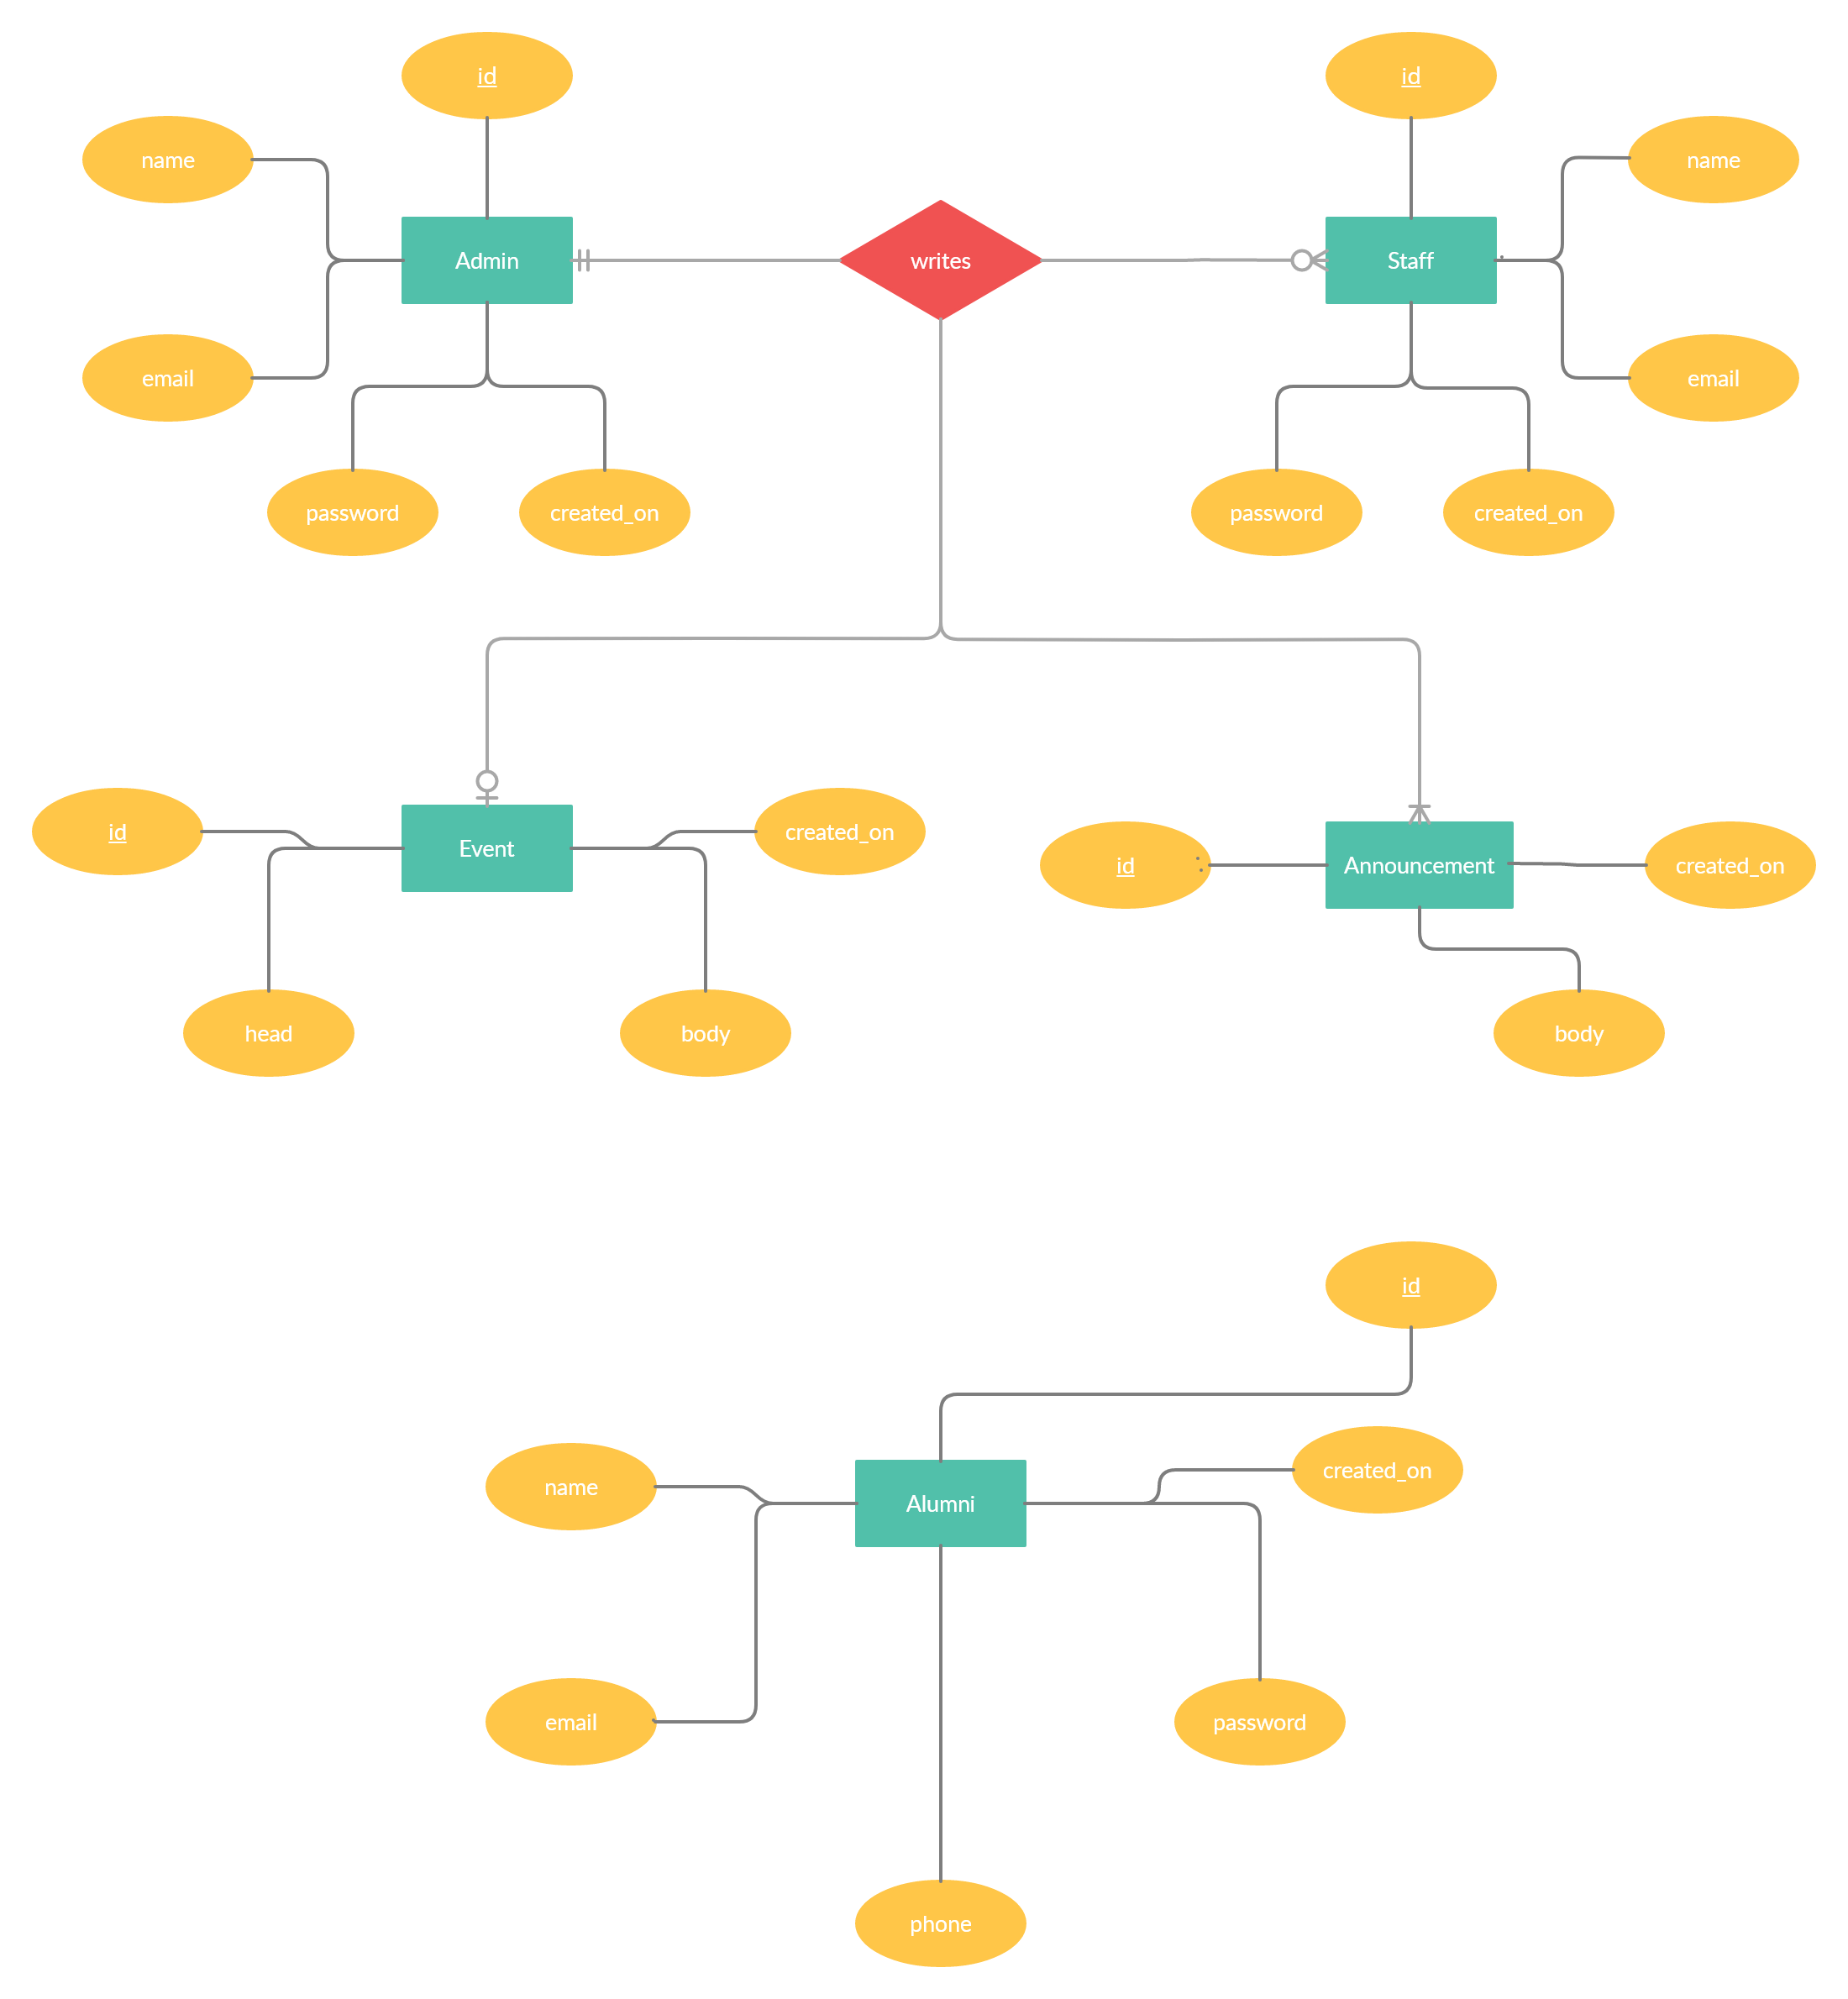 id
id
name
name
Admin
writes
Staff
email
email
password
created_on
password
created_on
id
created_on
Event
id
Announcement
created_on
head
body
body
id
created_on
name
Alumni
email
password
phone